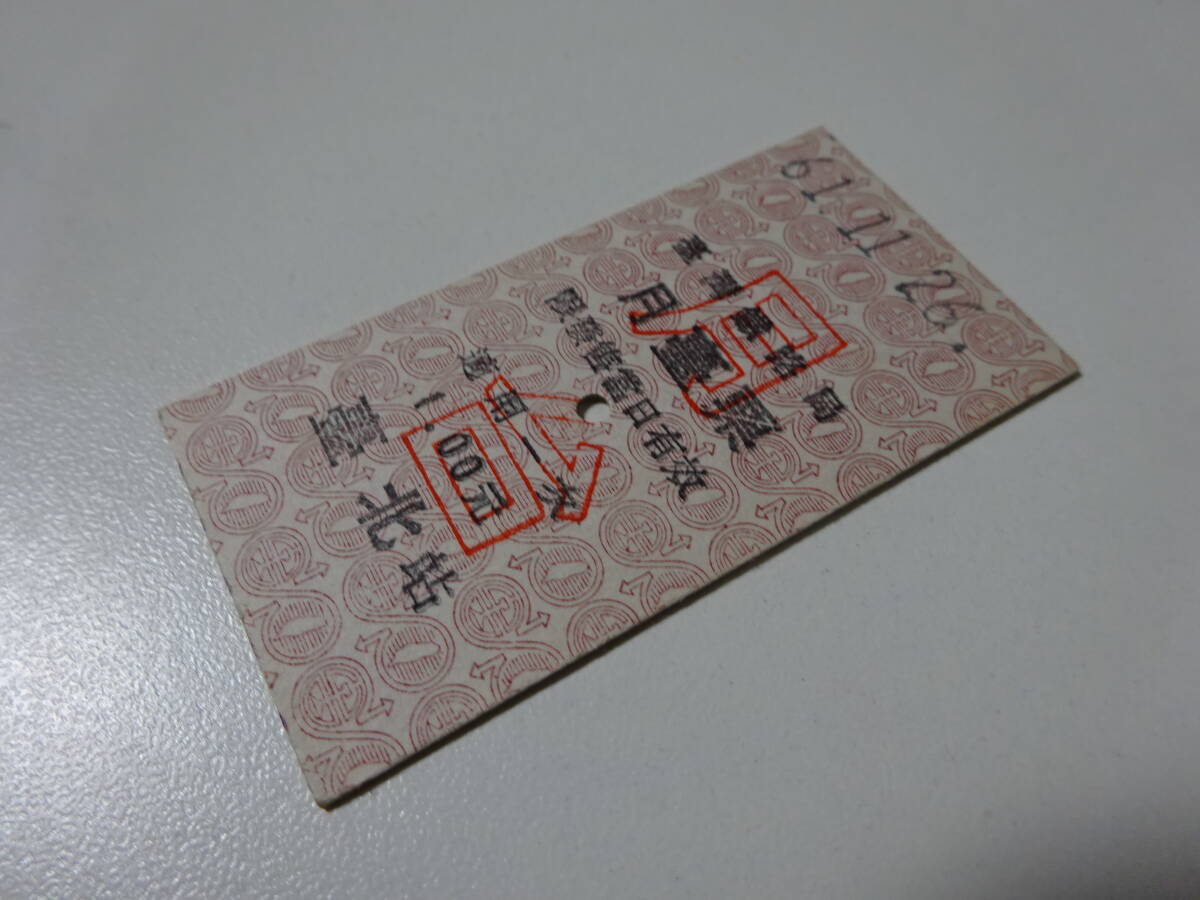 61.11.26.
臺灣鐵路局
月臺票
限發售當日有效
適用一次
1.00元
臺北站